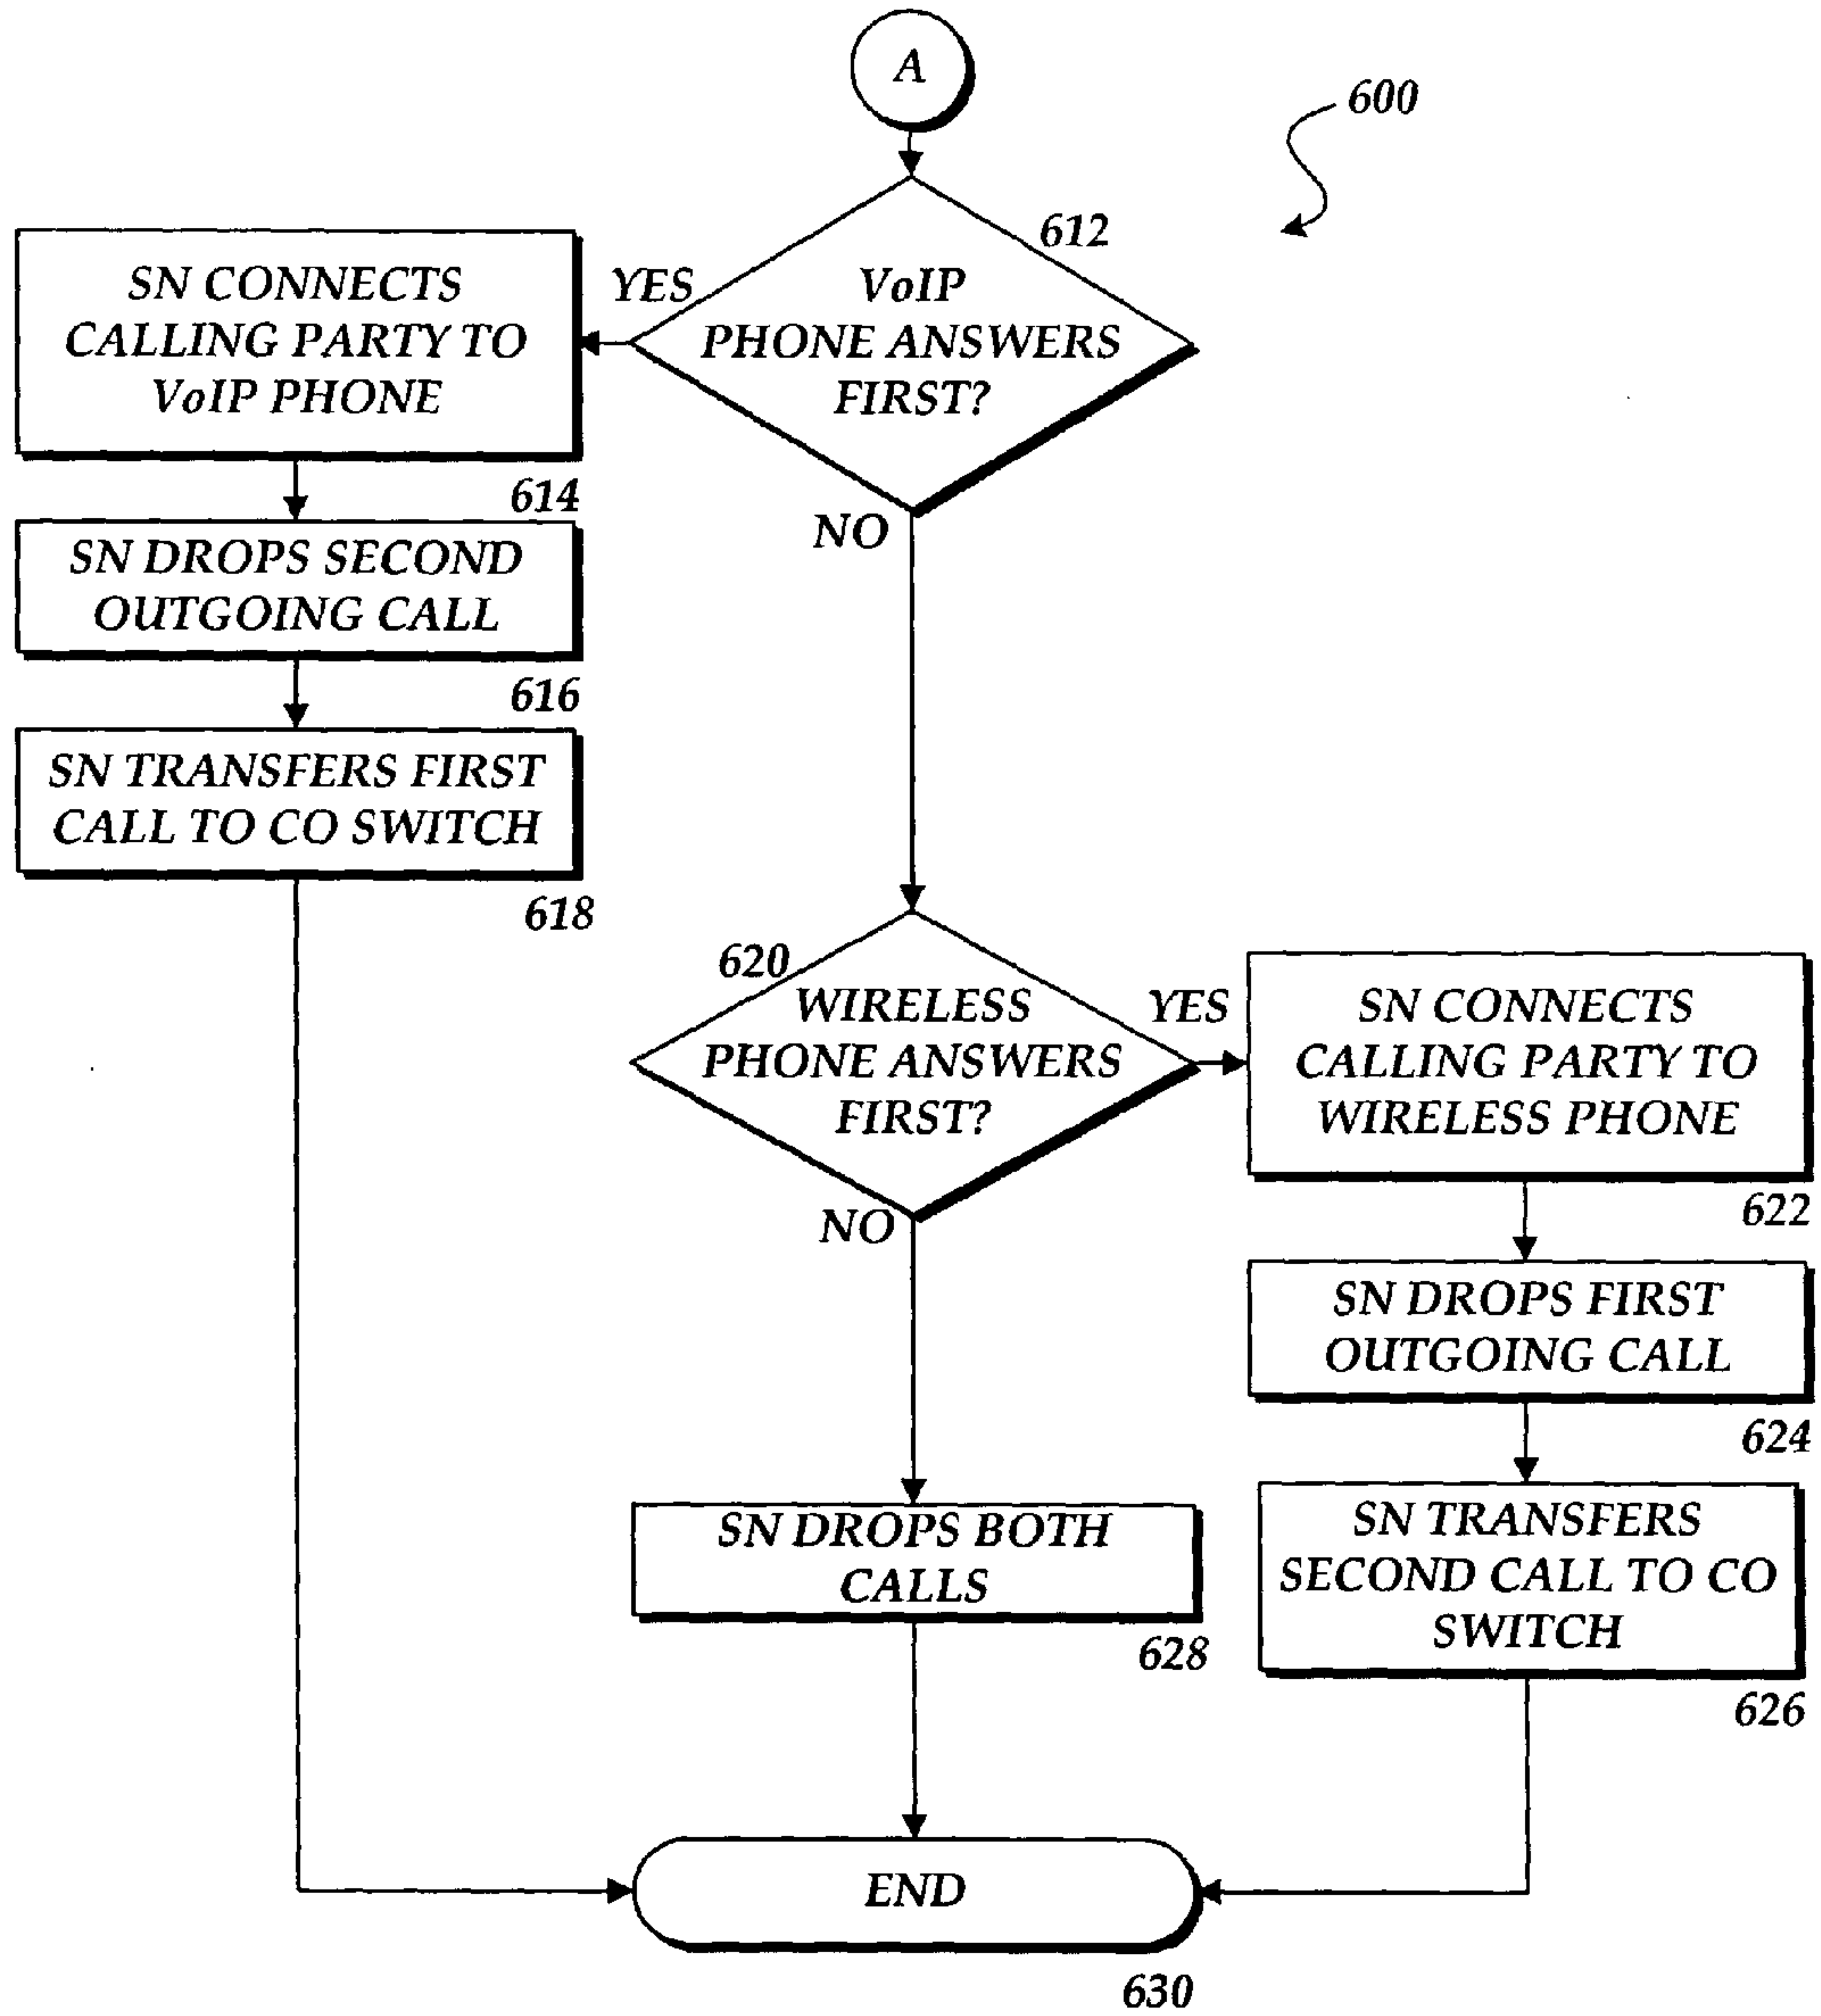 A
600
612
VoIP
PHONE ANSWERS
FIRST?
YES
NO
SN CONNECTS
CALLING PARTY TO
VoIP PHONE
614
SN DROPS SECOND
OUTGOING CALL
616
SN TRANSFERS FIRST
CALL TO CO SWITCH
618
620
WIRELESS
PHONE ANSWERS
FIRST?
YES
NO
SN CONNECTS
CALLING PARTY TO
WIRELESS PHONE
622
SN DROPS FIRST
OUTGOING CALL
624
SN TRANSFERS
SECOND CALL TO CO
SWITCH
626
SN DROPS BOTH
CALLS
628
END
630